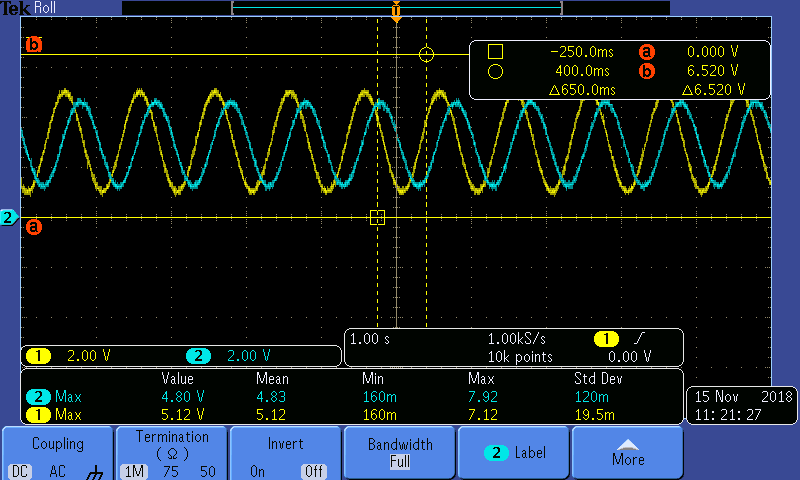 Tek Roll
T
b
−250.0ms a 0.000 V
400.0ms b 6.520 V
△650.0ms △6.520 V
2
a
1 2.00 V 2 2.00 V
1.00 s 1.00kS/s 1
10k points 0.00 V
Value Mean Min Max Std Dev
2 Max 4.80 V 4.83 160m 7.92 120m
1 Max 5.12 V 5.12 160m 7.12 19.5m
15 Nov 2018
11:21:27
Coupling
DC AC
Termination
(Ω)
1M 75 50
Invert
On Off
Bandwidth
Full
2 Label
More